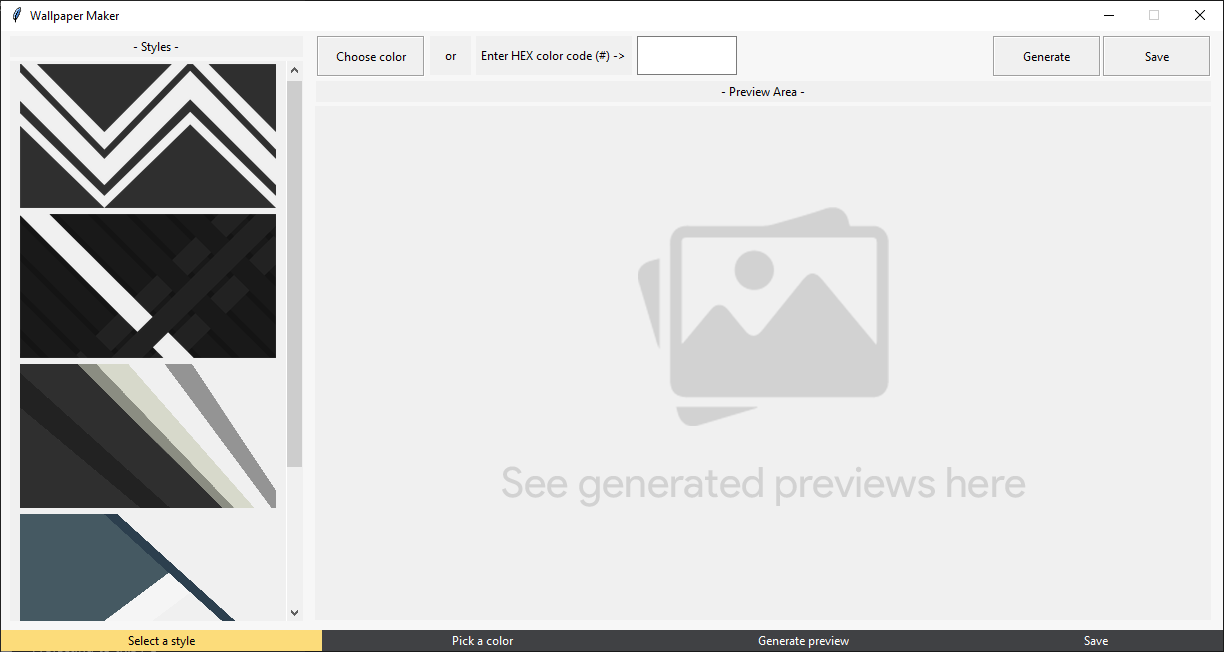 Wallpaper Maker
- Styles -
Choose color
or
Enter HEX color code (#) ->
Generate
Save
- Preview Area -
See generated previews here
Select a style
Pick a color
Generate preview
Save